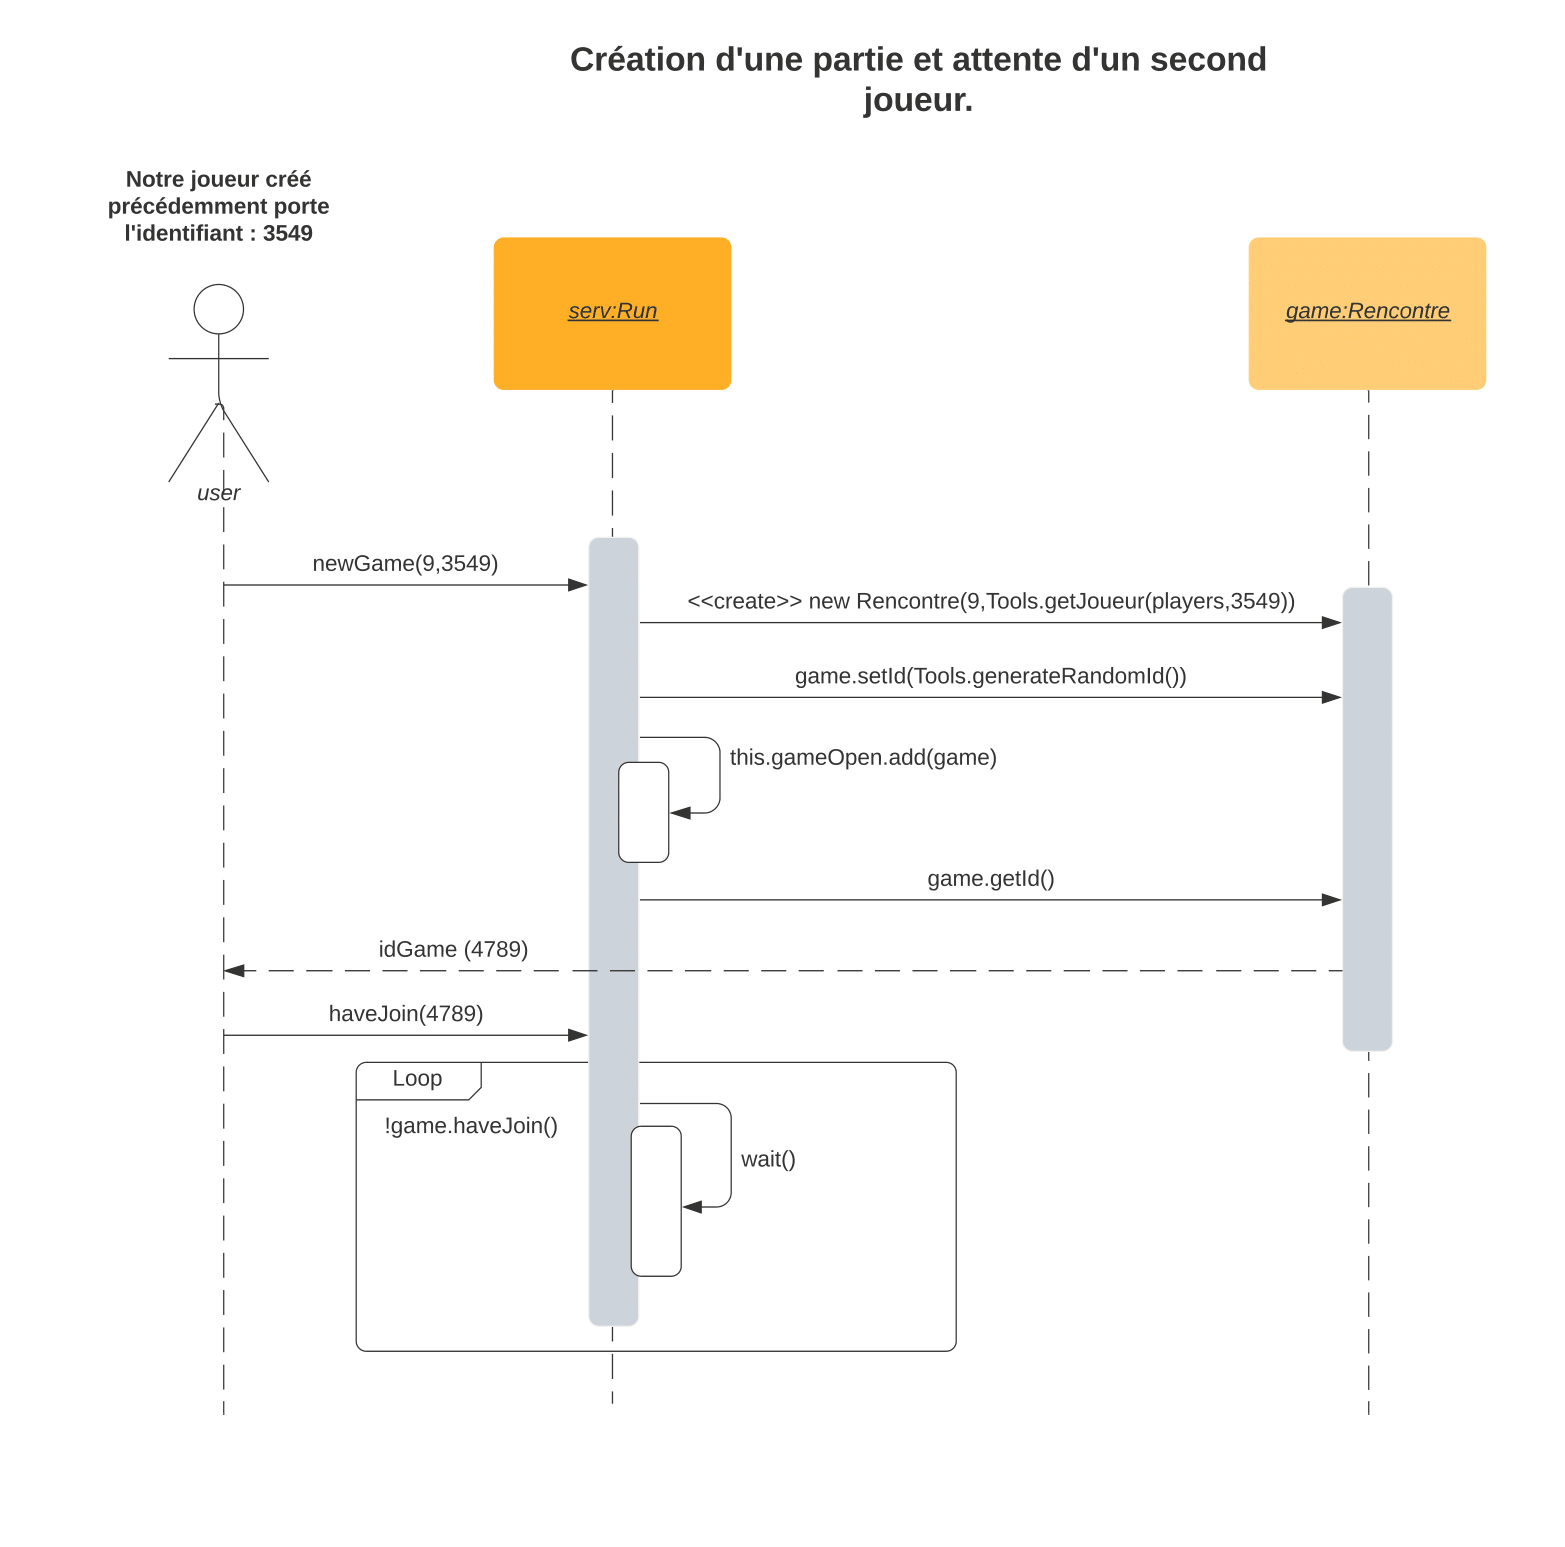 Création d'une partie et attente d'un second
joueur.
Notre joueur créé
précédemment porte
l'identifiant : 3549
serv:Run
game:Rencontre
user
newGame(9,3549)
<<create>> new Rencontre(9,Tools.getJoueur(players,3549))
game.setId(Tools.generateRandomId())
this.gameOpen.add(game)
game.getId()
idGame (4789)
haveJoin(4789)
Loop
!game.haveJoin()
wait()